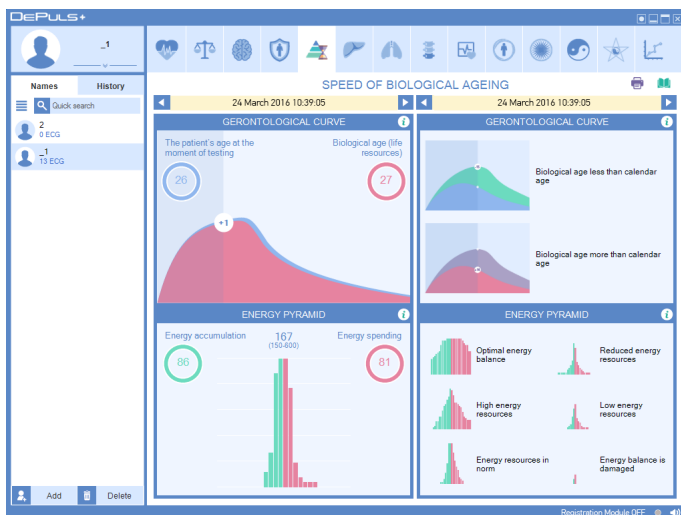 DePuls+
_1
Names
History
Quick search
2
0 ECG
_1
13 ECG
Add
Delete
SPEED OF BIOLOGICAL AGEING
24 March 2016 10:39:05
GERONTOLOGICAL CURVE
The patient's age at the
moment of testing
26
Biological age (life
resources)
27
+1
ENERGY PYRAMID
Energy accumulation
86
167
(150-600)
Energy spending
81
24 March 2016 10:39:05
GERONTOLOGICAL CURVE
Biological age less than calendar
age
Biological age more than calendar
age
ENERGY PYRAMID
Optimal energy
balance
Reduced energy
resources
High energy
resources
Low energy
resources
Energy resources in
norm
Energy balance is
damaged
Registration Module OFF